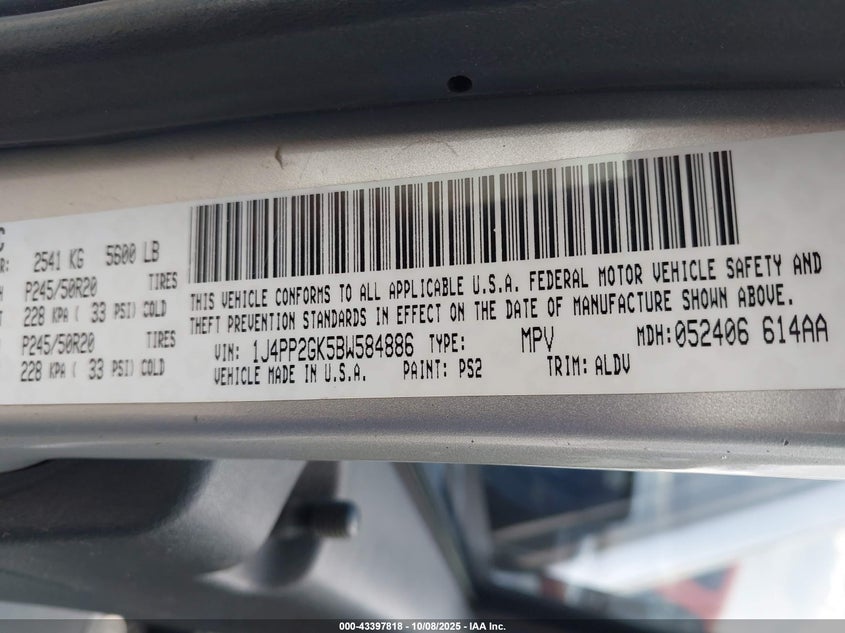 C
R: 2541 KG 5600 LB
P245/50R20 TIRES
228 KPA ( 33 PSI) COLD
P245/50R20 TIRES
228 KPA ( 33 PSI) COLD
THIS VEHICLE CONFORMS TO ALL APPLICABLE U.S.A. FEDERAL MOTOR VEHICLE SAFETY AND
THEFT PREVENTION STANDARDS IN EFFECT ON THE DATE OF MANUFACTURE SHOWN ABOVE.
VIN: 1J4PP2GK5BW584886 TYPE: MPV MDH:052406 614AA
VEHICLE MADE IN U.S.A. PAINT: PS2 TRIM: ALDV
000-43397818 - 10/08/2025 - IAA Inc.